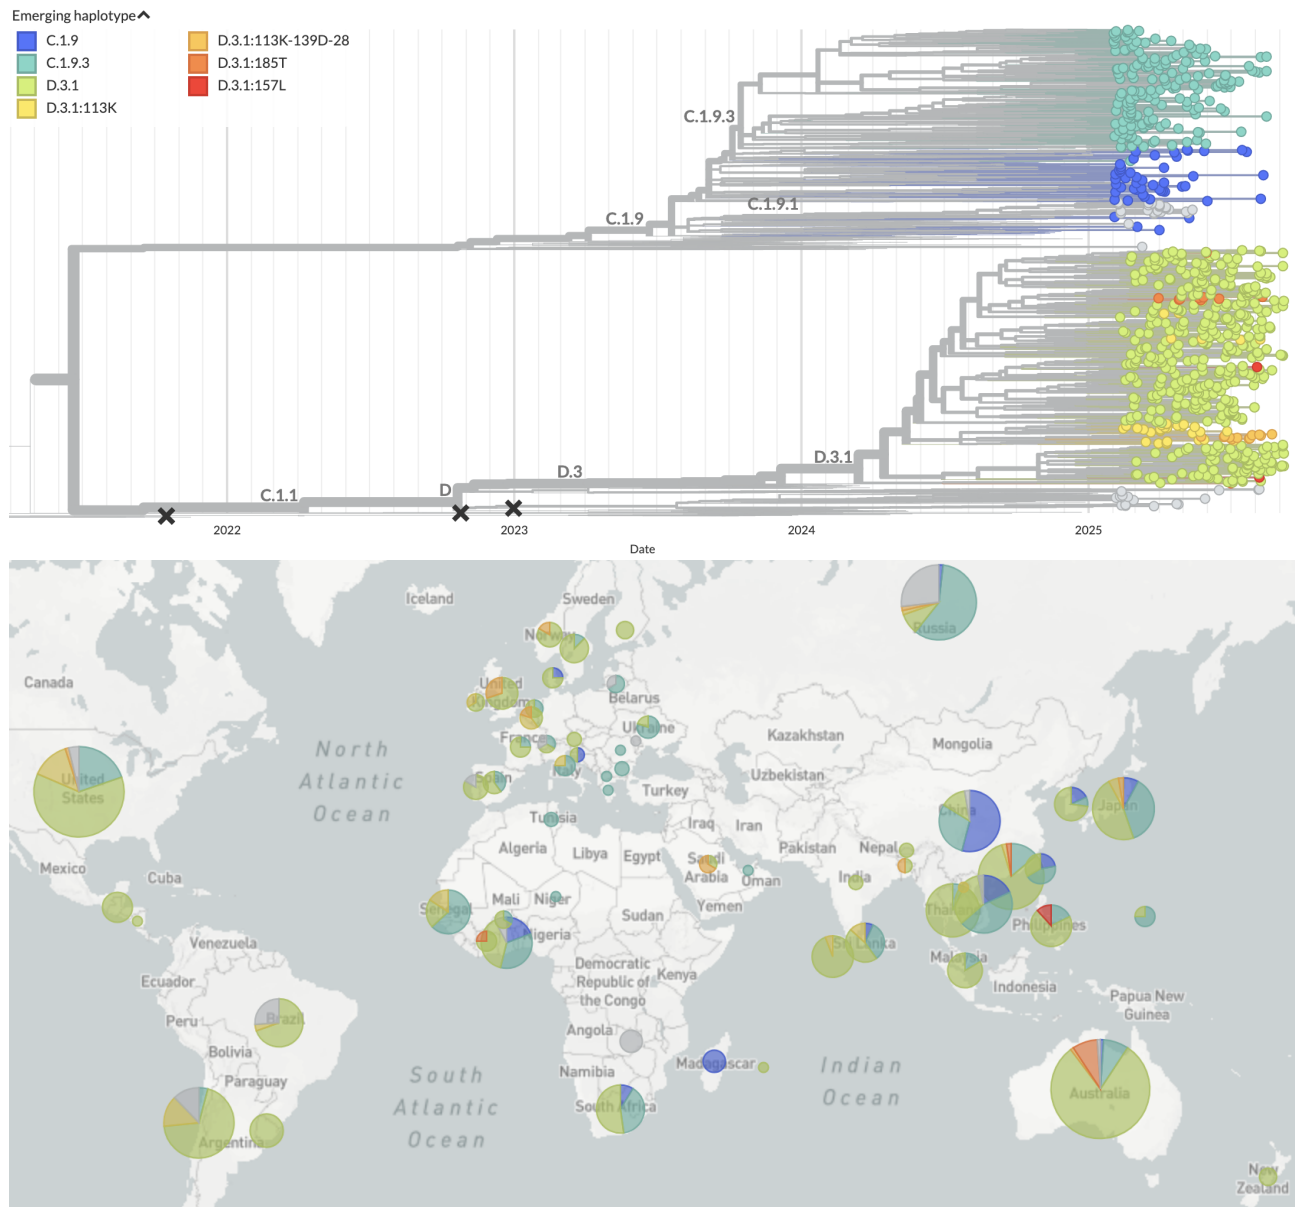 Emerging haplotype
C.1.9
C.1.9.3
D.3.1
D.3.1:113K
D.3.1:113K-139D-28
D.3.1:185T
D.3.1:157L
C.1.9.3
C.1.9.1
C.1.9
D.3.1
D.3
D
C.1.1
2022
2023
2024
2025
Date
Iceland
Sweden
Norway
Russia
Canada
United
Kingdom
Belarus
Ukraine
France
Kazakhstan
Mongolia
North
Atlantic
Ocean
United
States
Italy
Uzbekistan
Spain
Turkey
China
Japan
Tunisia
Iraq
Iran
Algeria
Libya
Egypt
Saudi
Arabia
Pakistan
Nepal
Mexico
Cuba
Oman
India
Mali
Niger
Yemen
Senegal
Sudan
Thailand
Philippines
Nigeria
Venezuela
Sri Lanka
Malaysia
Ecuador
Democratic
Republic of
the Congo
Kenya
Indonesia
Papua New
Guinea
Peru
Brazil
Angola
Bolivia
Namibia
Madagascar
Paraguay
South
Atlantic
Ocean
Indian
Ocean
South Africa
Australia
Argentina
New
Zealand